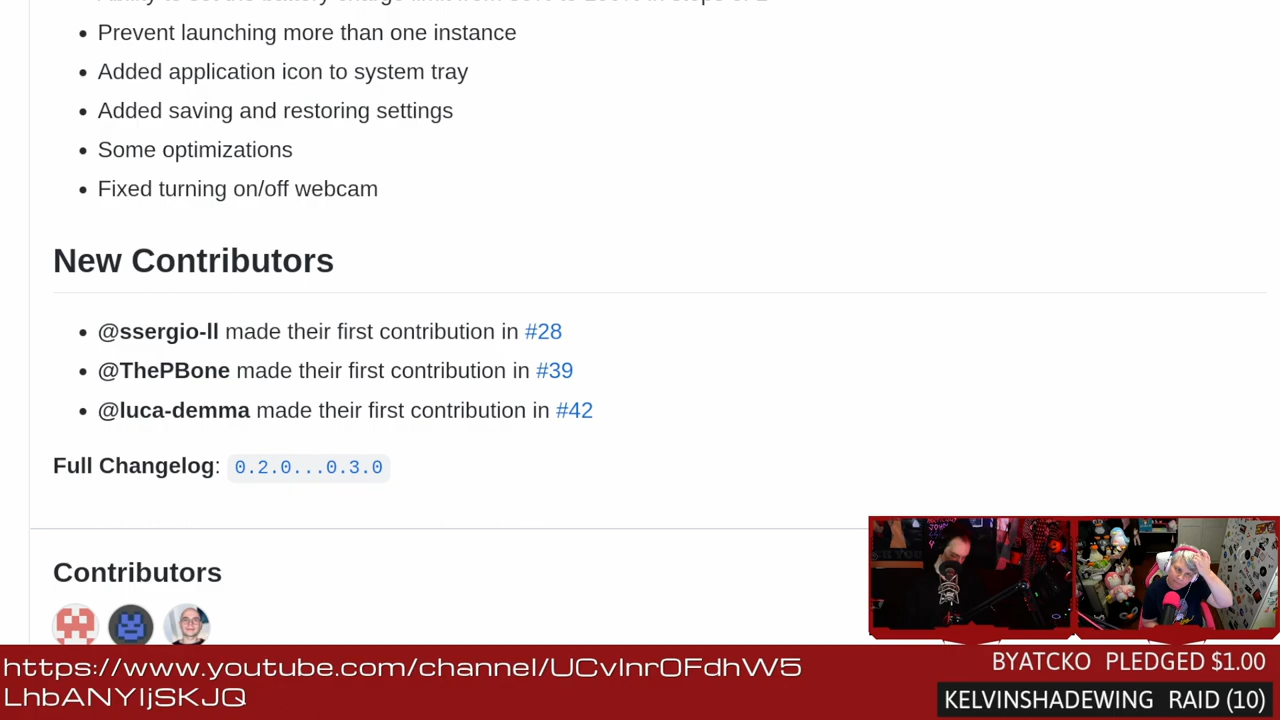 Prevent launching more than one instance
Added application icon to system tray
Added saving and restoring settings
Some optimizations
Fixed turning on/off webcam
New Contributors
@ssergio-ll made their first contribution in #28
@ThePBone made their first contribution in #39
@luca-demma made their first contribution in #42
Full Changelog: 0.2.0...0.3.0
Contributors
https://www.youtube.com/channel/UCvInrOFdhW5
LhbANYIjSKJQ
BYATCKO PLEDGED $1.00
KELVINSHADEWING RAID (10)